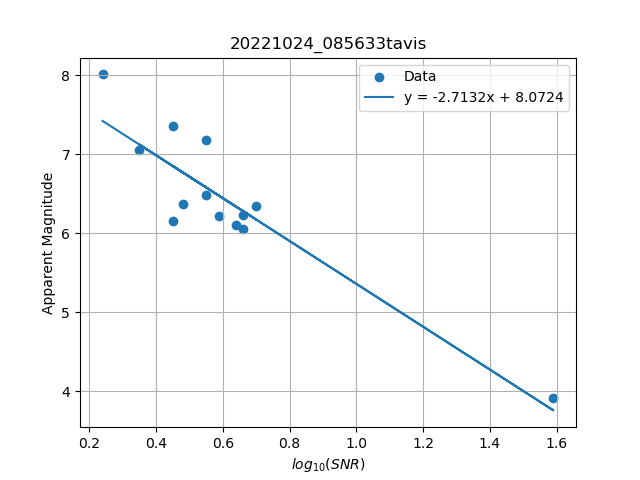 20221024_085633tavis
Data
y = -2.7132x + 8.0724
8
7
6
5
4
Apparent Magnitude
0.2 0.4 0.6 0.8 1.0 1.2 1.4 1.6
log₁₀(SNR)